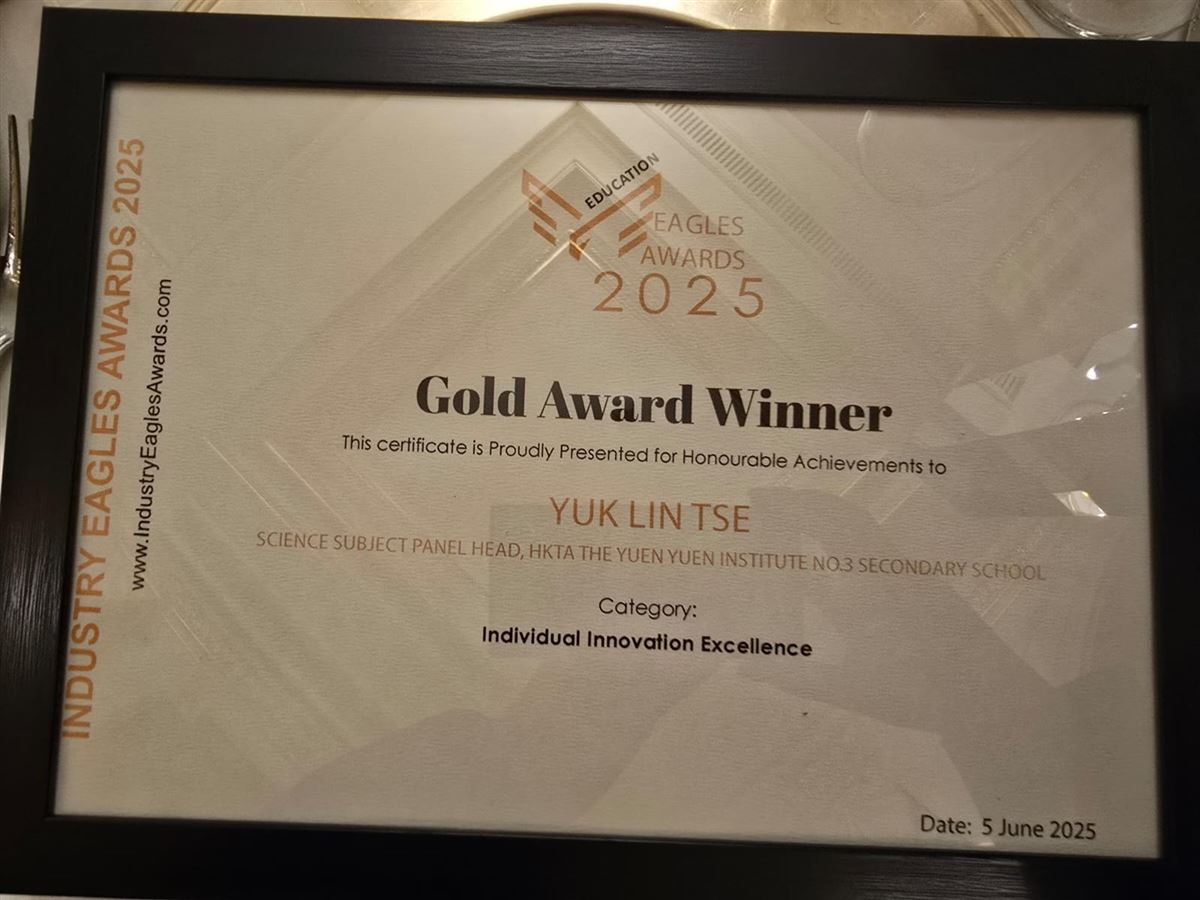 INDUSTRY EAGLES AWARDS 2025
www.IndustryEaglesAwards.com
EDUCATION
EAGLES
AWARDS
2025
Gold Award Winner
This certificate is Proudly Presented for Honourable Achievements to
YUK LIN TSE
SCIENCE SUBJECT PANEL HEAD, HKTA THE YUEN YUEN INSTITUTE NO.3 SECONDARY SCHOOL
Category:
Individual Innovation Excellence
Date: 5 June 2025